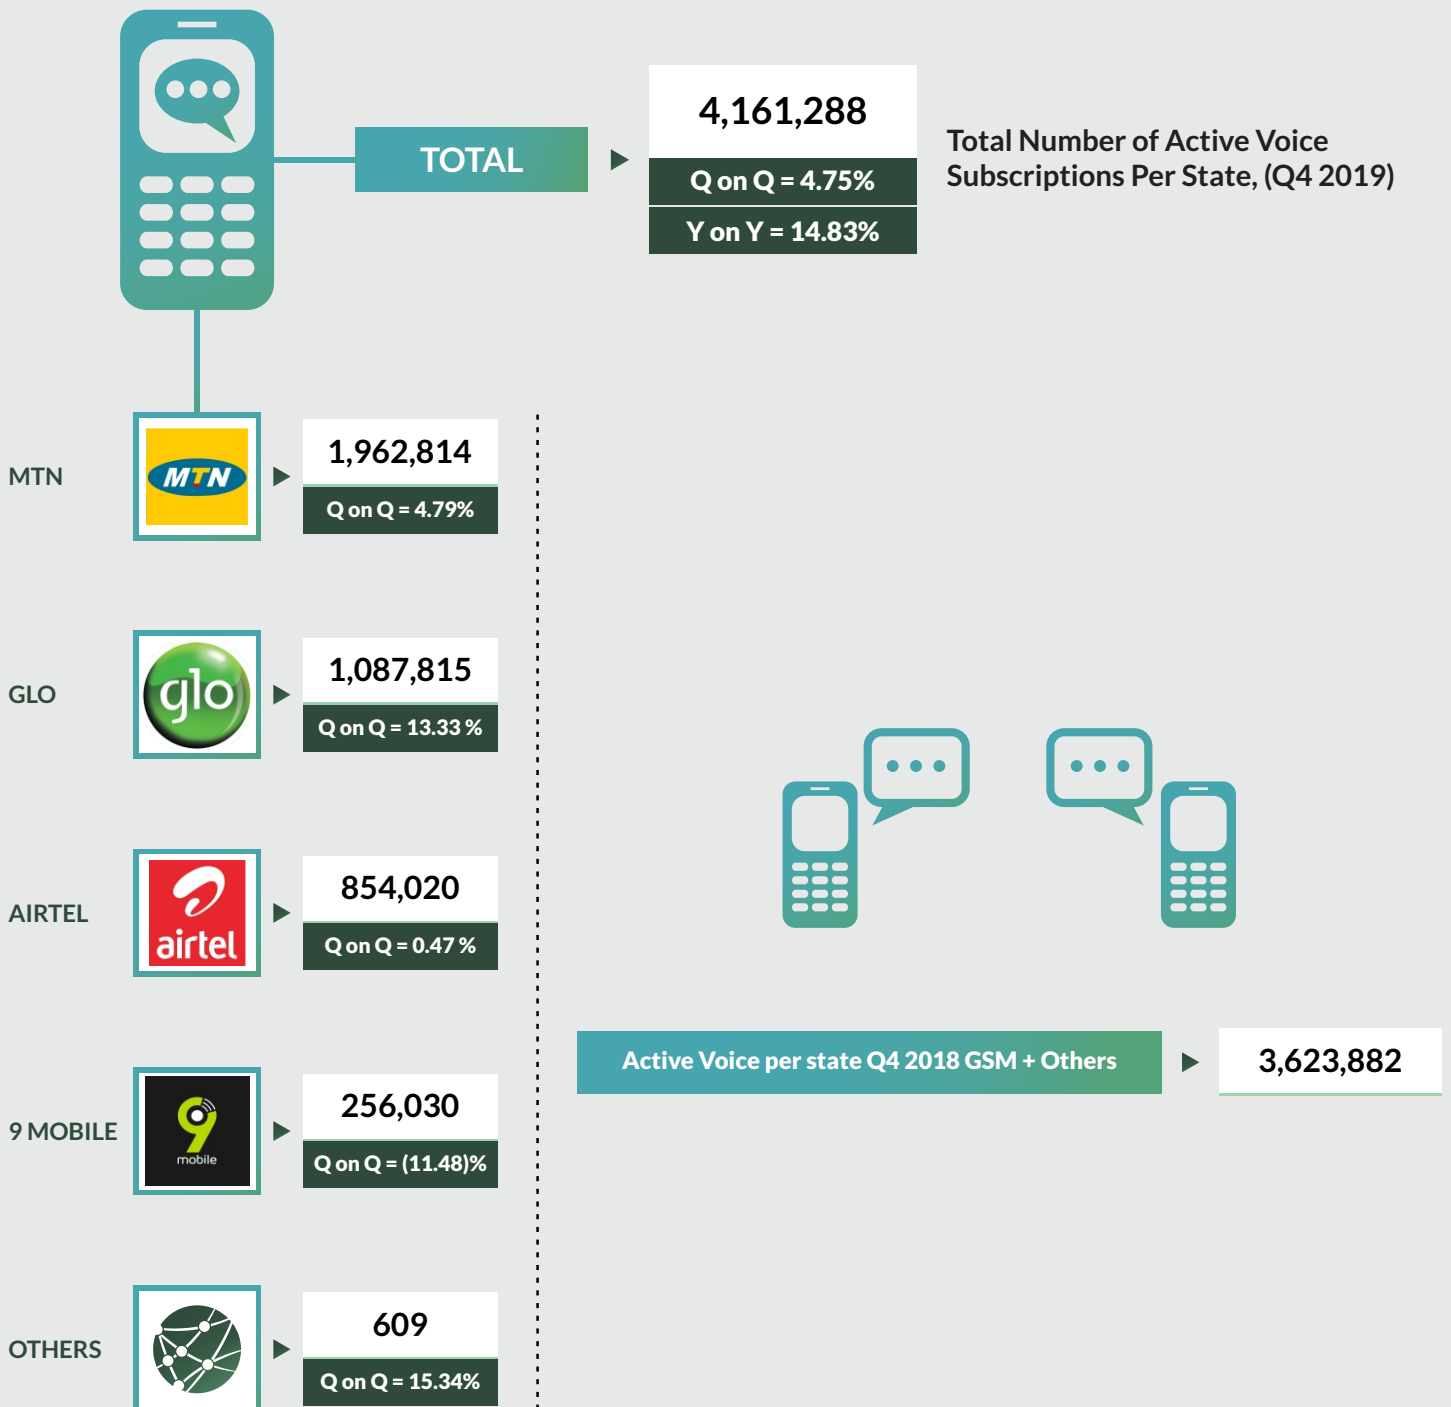 TOTAL
4,161,288
Q on Q = 4.75%
Y on Y = 14.83%
Total Number of Active Voice
Subscriptions Per State, (Q4 2019)
MTN
MTN
1,962,814
Q on Q = 4.79%
GLO
glo
1,087,815
Q on Q = 13.33 %
AIRTEL
airtel
854,020
Q on Q = 0.47 %
Active Voice per state Q4 2018 GSM + Others
3,623,882
9 MOBILE
9
mobile
256,030
Q on Q = (11.48)%
OTHERS
609
Q on Q = 15.34%